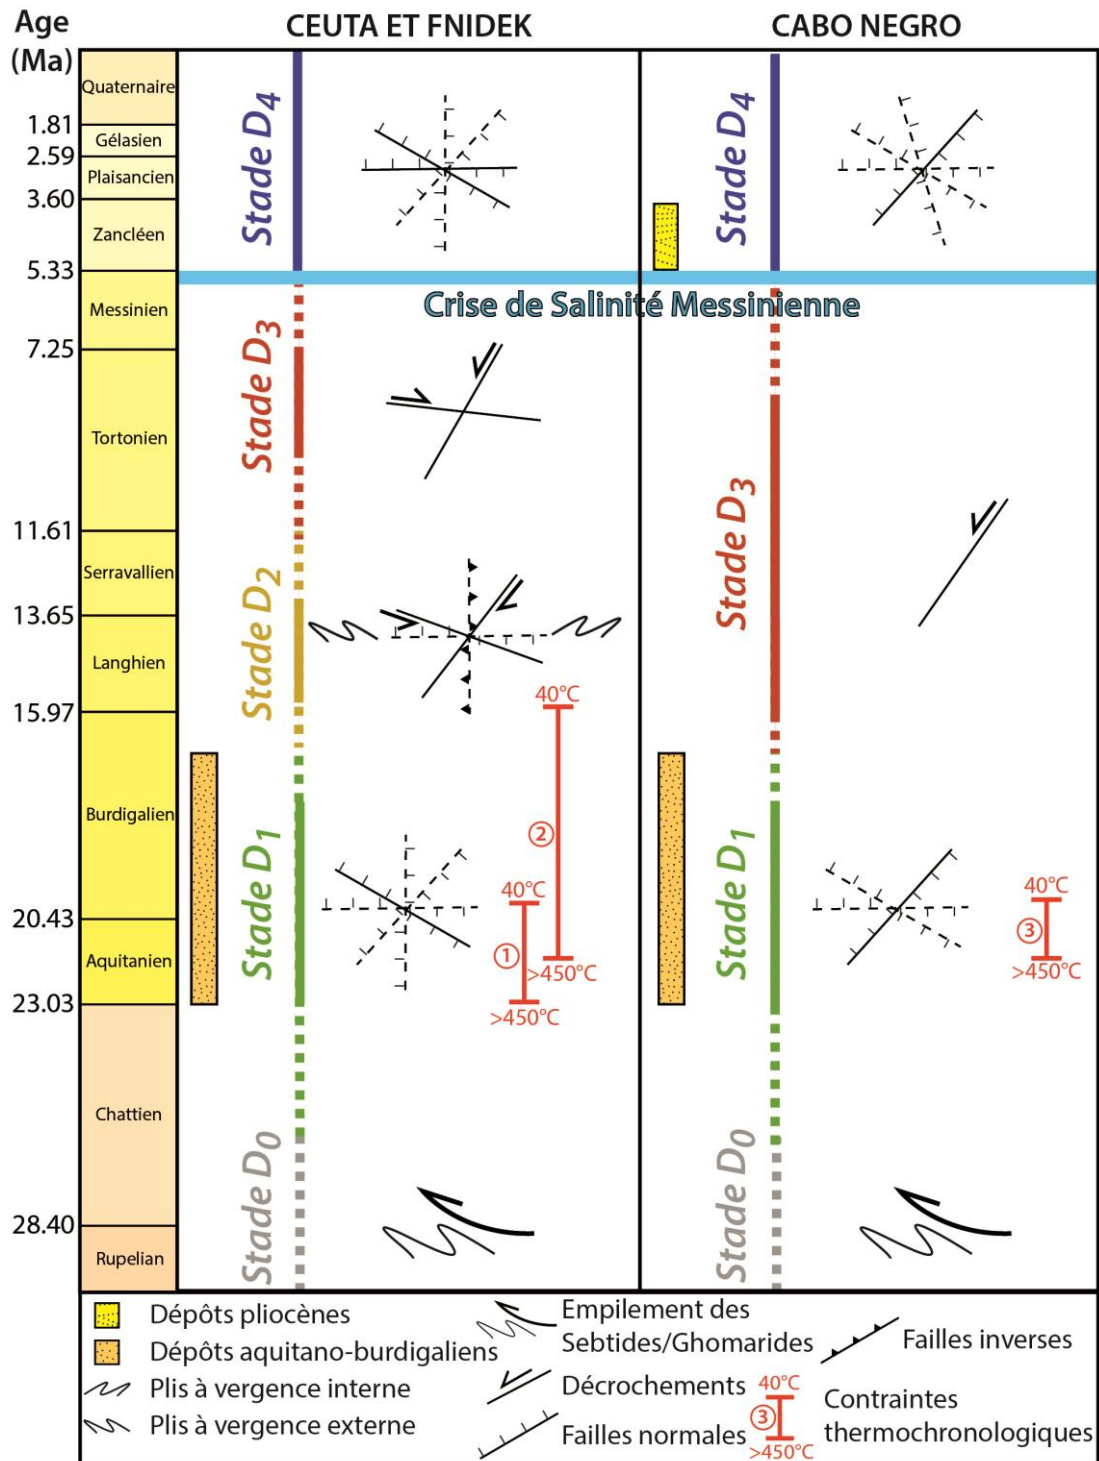 Age
(Ma)
CEUTA ET FNIDEK
CABO NEGRO
Quaternaire
1.81
Gélasien
2.59
Plaisancien
3.60
Zancléen
5.33
Messinien
7.25
Tortonien
11.61
Serravallien
13.65
Langhien
15.97
Burdigalien
20.43
Aquitanien
23.03
Chattien
28.40
Rupelian
Stade D4
Stade D4
Crise de Salinité Messinienne
Stade D3
Stade D3
Stade D2
40°C
2
>450°C
Stade D1
40°C
1
>450°C
Stade D1
40°C
3
>450°C
Stade D0
Stade D0
Dépôts pliocènes
Dépôts aquitano-burdigaliens
Plis à vergence interne
Plis à vergence externe
Empilement des
Sebtides/Ghomarides
Décrochements
Failles normales
Failles inverses
40°C
3
>450°C
Contraintes
thermochronologiques